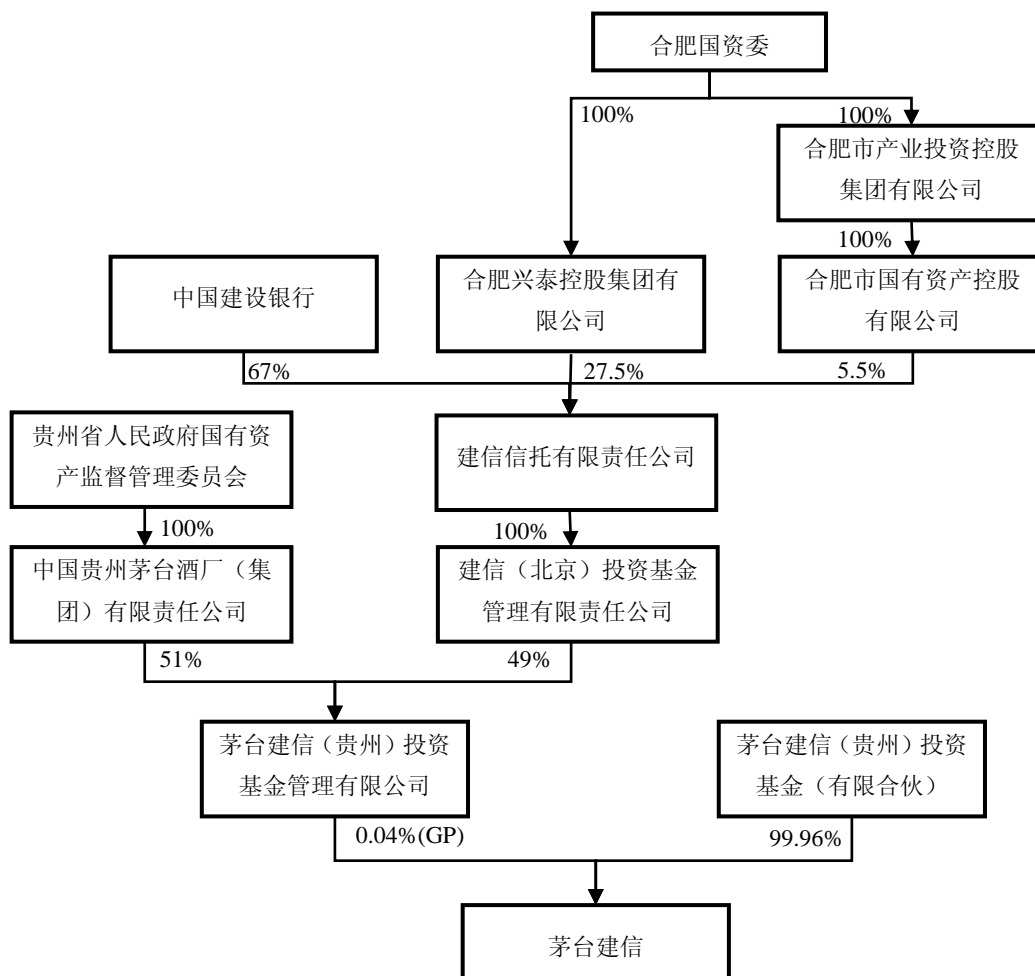 合肥国资委
100%
100%
合肥市产业投资控股
集团有限公司
100%
中国建设银行
合肥兴泰控股集团有
限公司
合肥市国有资产控股
有限公司
67%
27.5%
5.5%
贵州省人民政府国有资
产监督管理委员会
建信信托有限责任公司
100%
100%
中国贵州茅台酒厂（集
团）有限责任公司
建信（北京）投资基金
管理有限责任公司
51%
49%
茅台建信（贵州）投资
基金管理有限公司
茅台建信（贵州）投资
基金（有限合伙）
0.04%(GP)
99.96%
茅台建信